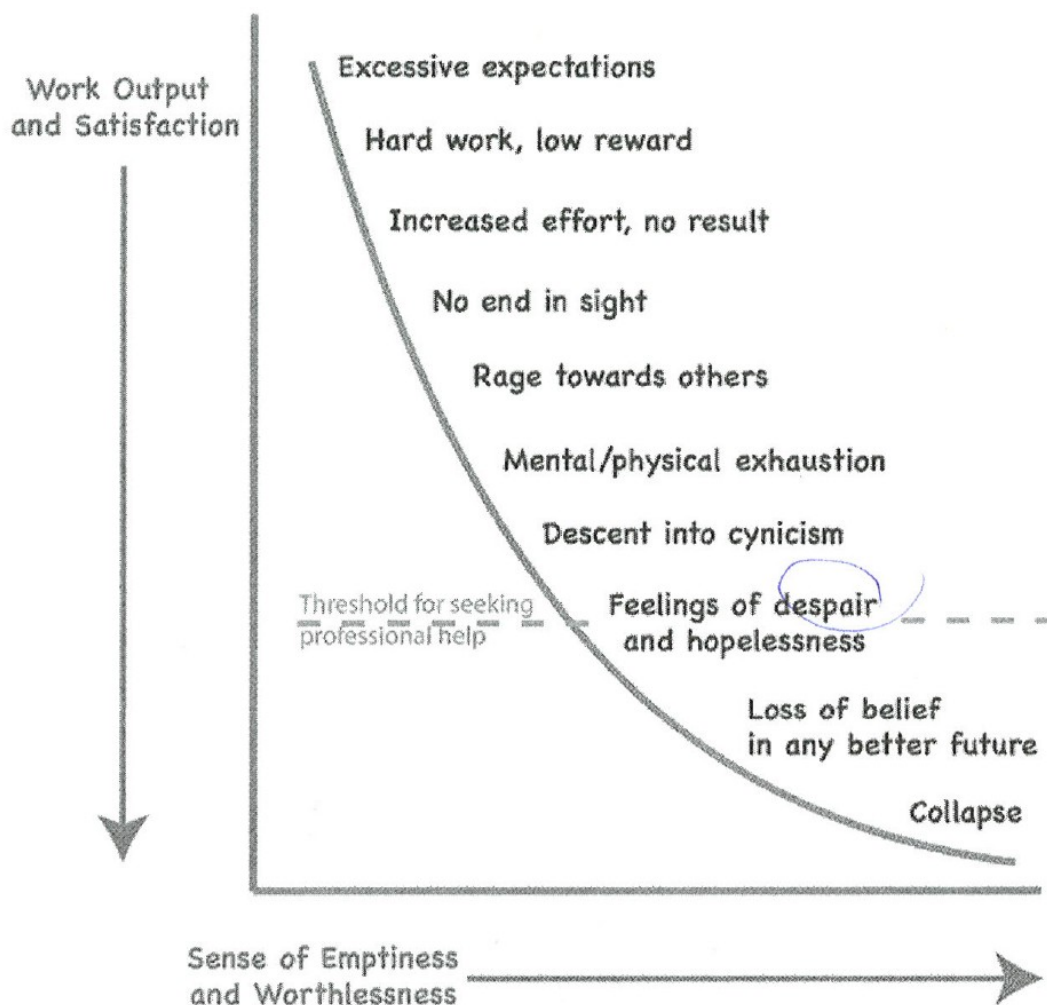 Work Output
and Satisfaction
Excessive expectations
Hard work, low reward
Increased effort, no result
No end in sight
Rage towards others
Mental/physical exhaustion
Descent into cynicism
Threshold for seeking
professional help
Feelings of despair
and hopelessness
Loss of belief
in any better future
Collapse
Sense of Emptiness
and Worthlessness